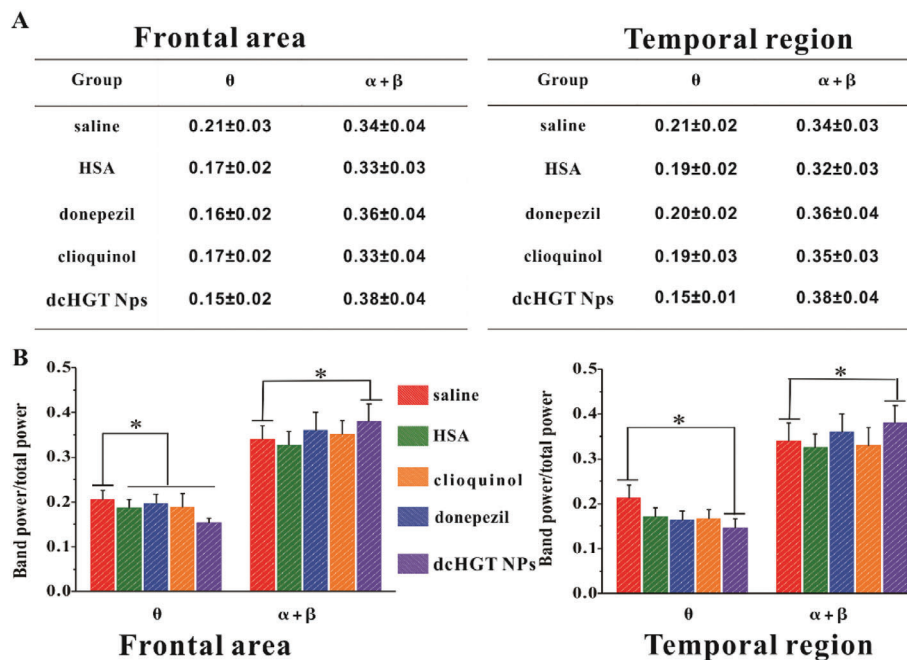 A
Frontal area
Group θ α + β
saline 0.21±0.03 0.34±0.04
HSA 0.17±0.02 0.33±0.03
donepezil 0.16±0.02 0.36±0.04
clioquinol 0.17±0.02 0.33±0.04
dcHGT Nps 0.15±0.02 0.38±0.04
Temporal region
Group θ α + β
saline 0.21±0.02 0.34±0.03
HSA 0.19±0.02 0.32±0.03
donepezil 0.20±0.02 0.36±0.04
clioquinol 0.19±0.03 0.35±0.03
dcHGT Nps 0.15±0.01 0.38±0.04
B
Band power/total power
0.5
0.4
0.3
0.2
0.1
0.0
*
*
θ α + β
Frontal area
saline
HSA
clioquinol
donepezil
dcHGT NPs
Band power/total power
0.5
0.4
0.3
0.2
0.1
0.0
*
*
θ α + β
Temporal region